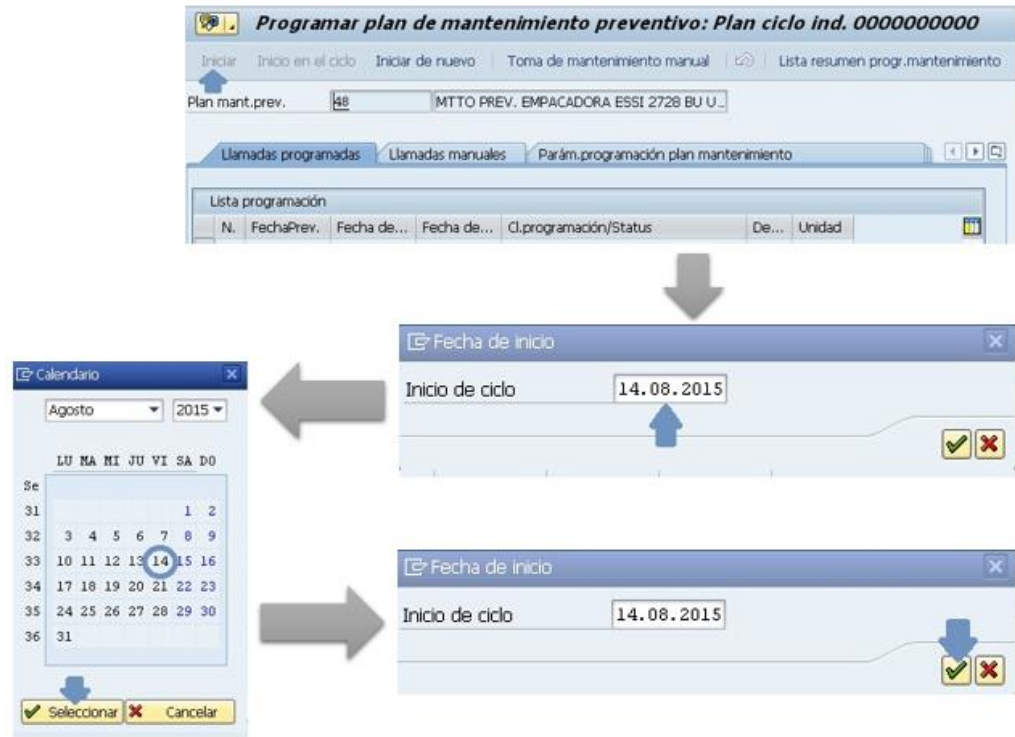 Programar plan de mantenimiento preventivo: Plan ciclo ind. 0000000000
Iniciar Inicio en el ciclo Iniciar de nuevo Toma de mantenimiento manual Lista resumen progr.mantenimiento
Plan mant.prev. 48 MTTO PREV. EMPACADORA ESSI 2728 BU U...
Llamadas programadas Llamadas manuales Parám.programación plan mantenimiento
Lista programación
N. FechaPrev. Fecha de... Fecha de... Cl.programación/Status De... Unidad
Fecha de inicio
Inicio de ciclo 14.08.2015
Calendario
Agosto 2015
LU MA MI JU VI SA DO
Se
31 1 2
32 3 4 5 6 7 8 9
33 10 11 12 13 14 15 16
34 17 18 19 20 21 22 23
35 24 25 26 27 28 29 30
36 31
Seleccionar Cancelar
Fecha de inicio
Inicio de ciclo 14.08.2015